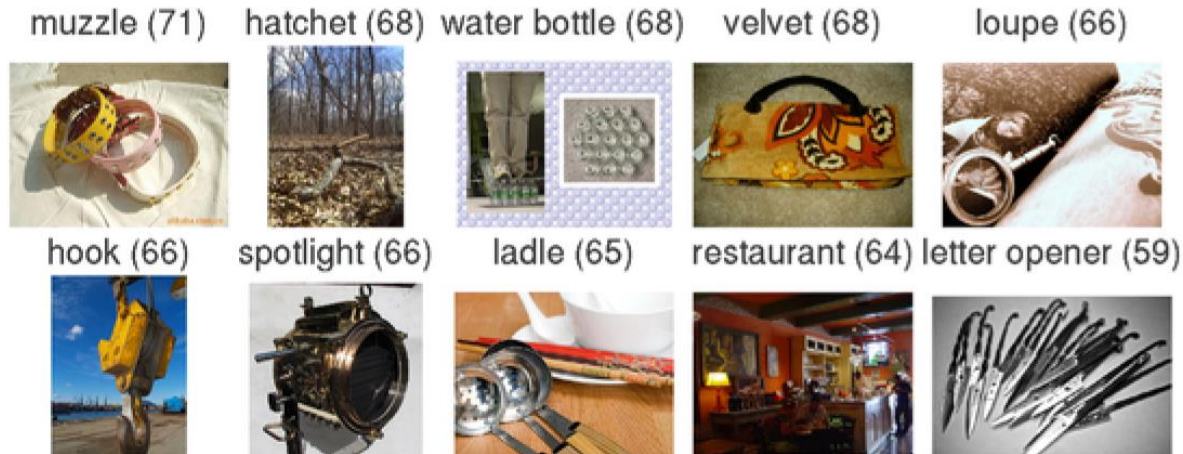 muzzle (71)
hatchet (68)
water bottle (68)
velvet (68)
loupe (66)
hook (66)
spotlight (66)
ladle (65)
restaurant (64)
letter opener (59)